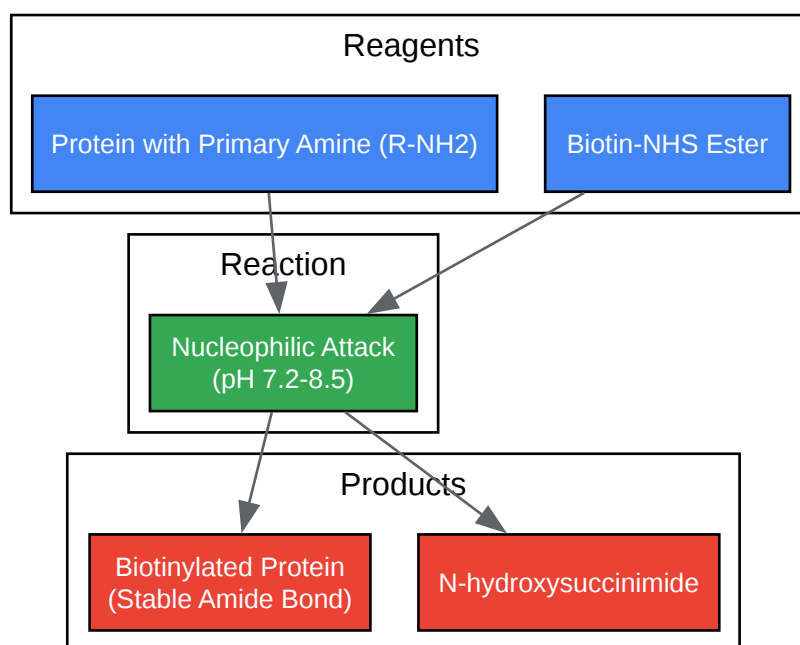 Reagents
Protein with Primary Amine (R-NH2)
Biotin-NHS Ester
Reaction
Nucleophilic Attack
(pH 7.2-8.5)
Products
Biotinylated Protein
(Stable Amide Bond)
N-hydroxysuccinimide